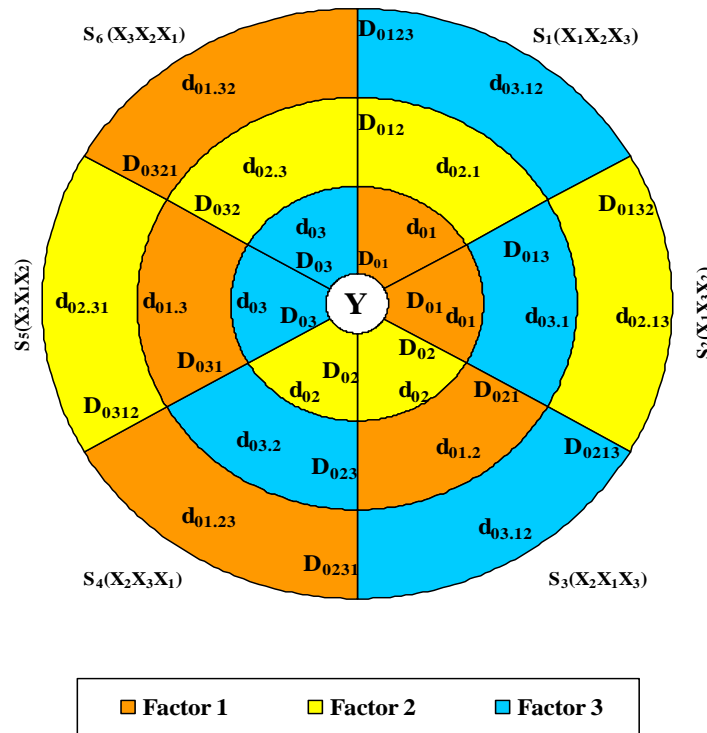 S₆ (X₃X₂X₁)
D₀₁₂₃
S₁(X₁X₂X₃)
d₀₁.₃₂
d₀₃.₁₂
D₀₁₂
D₀₃₂₁
d₀₂.₃
d₀₂.₁
D₀₃₂
D₀₁₃₂
d₀₃
d₀₁
D₀₁₃
D₀₃
D₀₁
S₅(X₃X₁X₂)
d₀₂.₃₁
d₀₁.₃
d₀₃
D₀₃
Y
D₀₁
d₀₁
d₀₃.₁
d₀₂.₁₃
S₂(X₁X₃X₂)
D₀₃₁
D₀₂
D₀₂
d₀₂
d₀₂
D₀₂₁
D₀₃₁₂
d₀₃.₂
D₀₂₃
d₀₁.₂
D₀₂₁₃
d₀₁.₂₃
d₀₃.₁₂
D₀₂₃₁
S₄(X₂X₃X₁)
S₃(X₂X₁X₃)
Factor 1
Factor 2
Factor 3